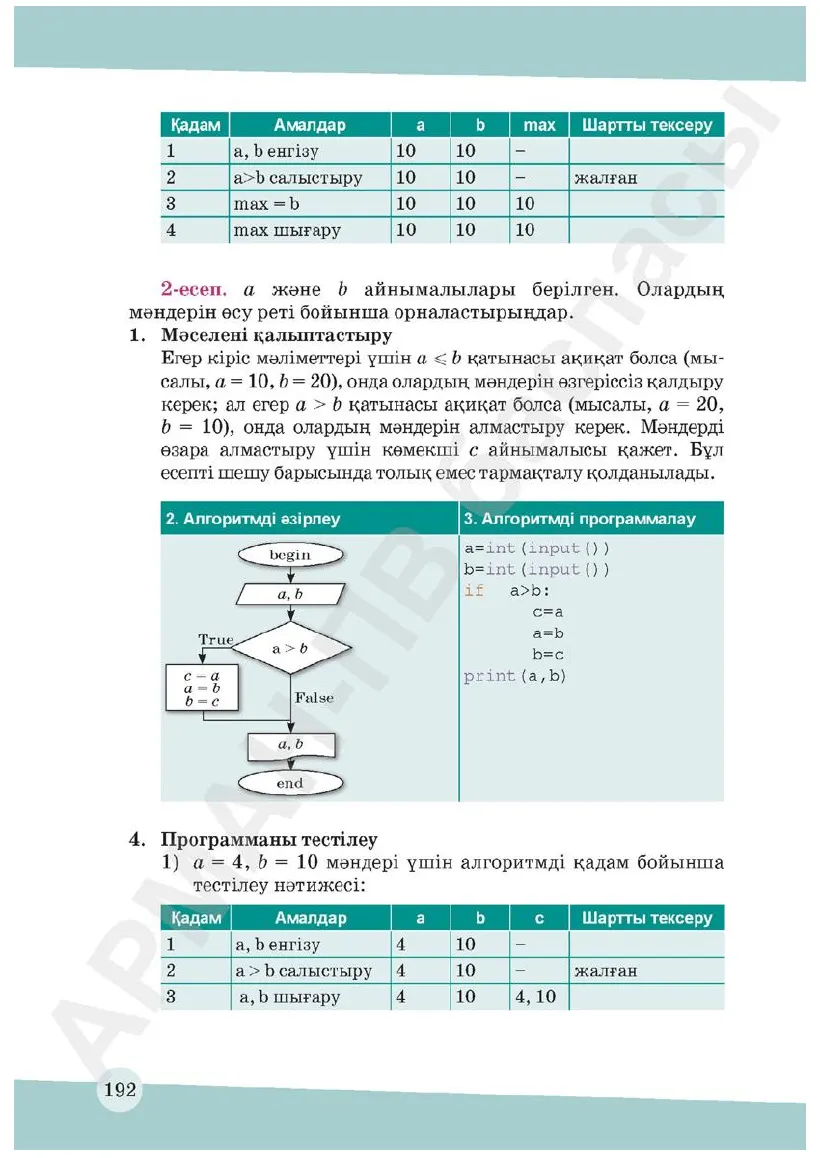 Қадам Амалдар a b max Шартты тексеру
1 a, b енгізу 10 10 –
2 a>b салыстыру 10 10 – жалған
3 max = b 10 10 10
4 max шығару 10 10 10
2-есеп. a және b айнымалылары берілген. Олардың
мәндерін өсу реті бойынша орналастырыңдар.
1. Мәселені қалыптастыру
Егер кіріс мәліметтері үшін a ⩽ b қатынасы ақиқат болса (мы-
салы, a = 10, b = 20), онда олардың мәндерін өзгеріссіз қалдыру
керек; ал егер a > b қатынасы ақиқат болса (мысалы, a = 20,
b = 10), онда олардың мәндерін алмастыру керек. Мәндерді
өзара алмастыру үшін көмекші c айнымалысы қажет. Бұл
есепті шешу барысында толық емес тармақталу қолданылады.
2. Алгоритмді әзірлеу
begin
a, b
True
a > b
c = a
a = b
b = c
False
a, b
end
3. Алгоритмді программалау
a=int(input())
b=int(input())
if a>b:
c=a
a=b
b=c
print(a,b)
4. Программаны тестілеу
1) a = 4, b = 10 мәндері үшін алгоритмді қадам бойынша
тестілеу нәтижесі:
Қадам Амалдар a b c Шартты тексеру
1 a, b енгізу 4 10 –
2 a > b салыстыру 4 10 – жалған
3 a, b шығару 4 10 4, 10
192
АРМАН-ПВ баспасы